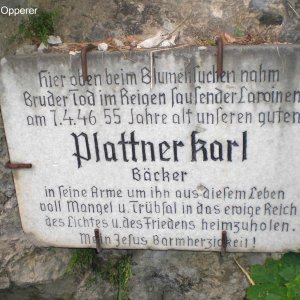 Opperer
Hier oben beim Blumensuchen nahm
Bruder Tod im Reigen sausender Lawinen
am 7.4.46 55 Jahre alt unseren guten
Plattner Karl
Bäcker
in seine Arme um ihn aus diesem Leben
voll Mangel u. Trübsal in das ewige Reich
des Lichtes u. des Friedens heimzuholen.
Mein Jesus Barmherzigkeit!